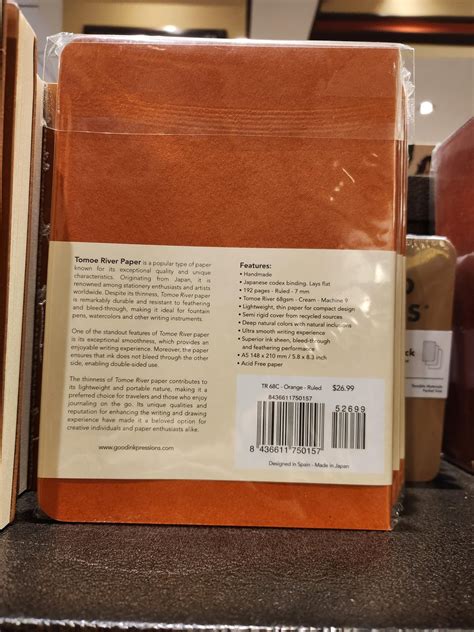 Tomoe River Paper is a popular type of paper
known for its exceptional quality and unique
characteristics. Originating from Japan, it is
renowned among stationery enthusiasts and artists
worldwide. Despite its thinness, Tomoe River paper
is remarkably durable and resistant to feathering
and bleed-through, making it ideal for fountain
pens, watercolors and other writing instruments.
One of the standout features of Tomoe River paper
is its exceptional smoothness, which provides an
enjoyable writing experience. Moreover, the paper
ensures that ink does not bleed-through the other
side, enabling double-sided use.
The thinness of Tomoe River paper contributes to
its lightweight and portable nature, making it a
preferred choice for travelers and those who enjoy
journaling on the go. Its unique qualities and
reputation for enhancing the writing and drawing
experience have made it a beloved option for
creative individuals and paper enthusiasts alike.
www.goodinkpressions.com
Features:
• Handmade
• Japanese codex binding. Lays flat
• 192 pages - Ruled - 7 mm
• Tomoe River 68gsm - Cream - Machine 9
• Lightweight, thin paper for compact design
• Semi rigid cover from recycled sources
• Deep natural colors with natural inclutions
• Ultra smooth writing experience
• Superior ink sheen, bleed-through
and feathering performance
• A5 148 x 210 mm / 5.8 x 8.3 inch
• Acid Free paper
TR 68C - Orange - Ruled | $26.99
8436611750157
52699
8 436611 750157
Designed in Spain - Made in Japan